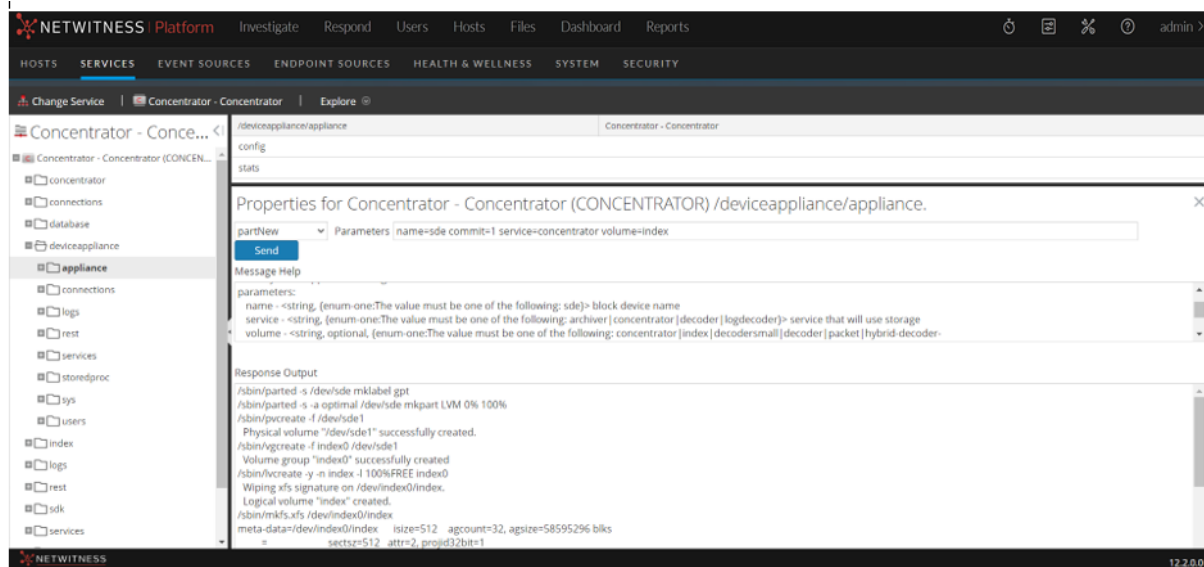 NETWITNESS Platform Investigate Respond Users Hosts Files Dashboard Reports admin >
HOSTS SERVICES EVENT SOURCES ENDPOINT SOURCES HEALTH & WELLNESS SYSTEM SECURITY
Change Service | Concentrator - Concentrator | Explore
Concentrator - Conce...
Concentrator - Concentrator (CONCEN...
concentrator
connections
database
deviceappliance
appliance
connections
logs
rest
services
storedproc
sys
users
index
logs
rest
sdk
services
/deviceappliance/appliance Concentrator - Concentrator
config
stats
Properties for Concentrator - Concentrator (CONCENTRATOR) /deviceappliance/appliance.
partNew Parameters name=sde commit=1 service=concentrator volume=index
Send
Message Help
parameters:
name - <string, {enum-one:The value must be one of the following: sde}> block device name
service - <string, {enum-one:The value must be one of the following: archiver|concentrator|decoder|logdecoder}> service that will use storage
volume - <string, optional, {enum-one:The value must be one of the following: concentrator|index|decodersmall|decoder|packet|hybrid-decoder-
Response Output
/sbin/parted -s /dev/sde mklabel gpt
/sbin/parted -s -a optimal /dev/sde mkpart LVM 0% 100%
/sbin/pvcreate -f /dev/sde1
Physical volume "/dev/sde1" successfully created.
/sbin/vgcreate -f index0 /dev/sde1
Volume group "index0" successfully created
/sbin/lvcreate -y -n index -l 100%FREE index0
Wiping xfs signature on /dev/index0/index.
Logical volume "index" created.
/sbin/mkfs.xfs /dev/index0/index
meta-data=/dev/index0/index isize=512 agcount=32, agsize=58595296 blks
= sectsz=512 attr=2, projid32bit=1
NETWITNESS 12.2.0.0